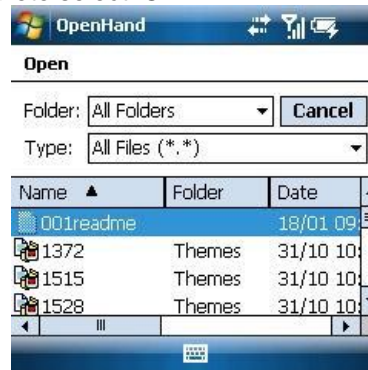 OpenHand
Open
Folder: All Folders Cancel
Type: All Files (*.*)
Name Folder Date
001readme 18/01 09:
1372 Themes 31/10 10:
1515 Themes 31/10 10:
1528 Themes 31/10 10: